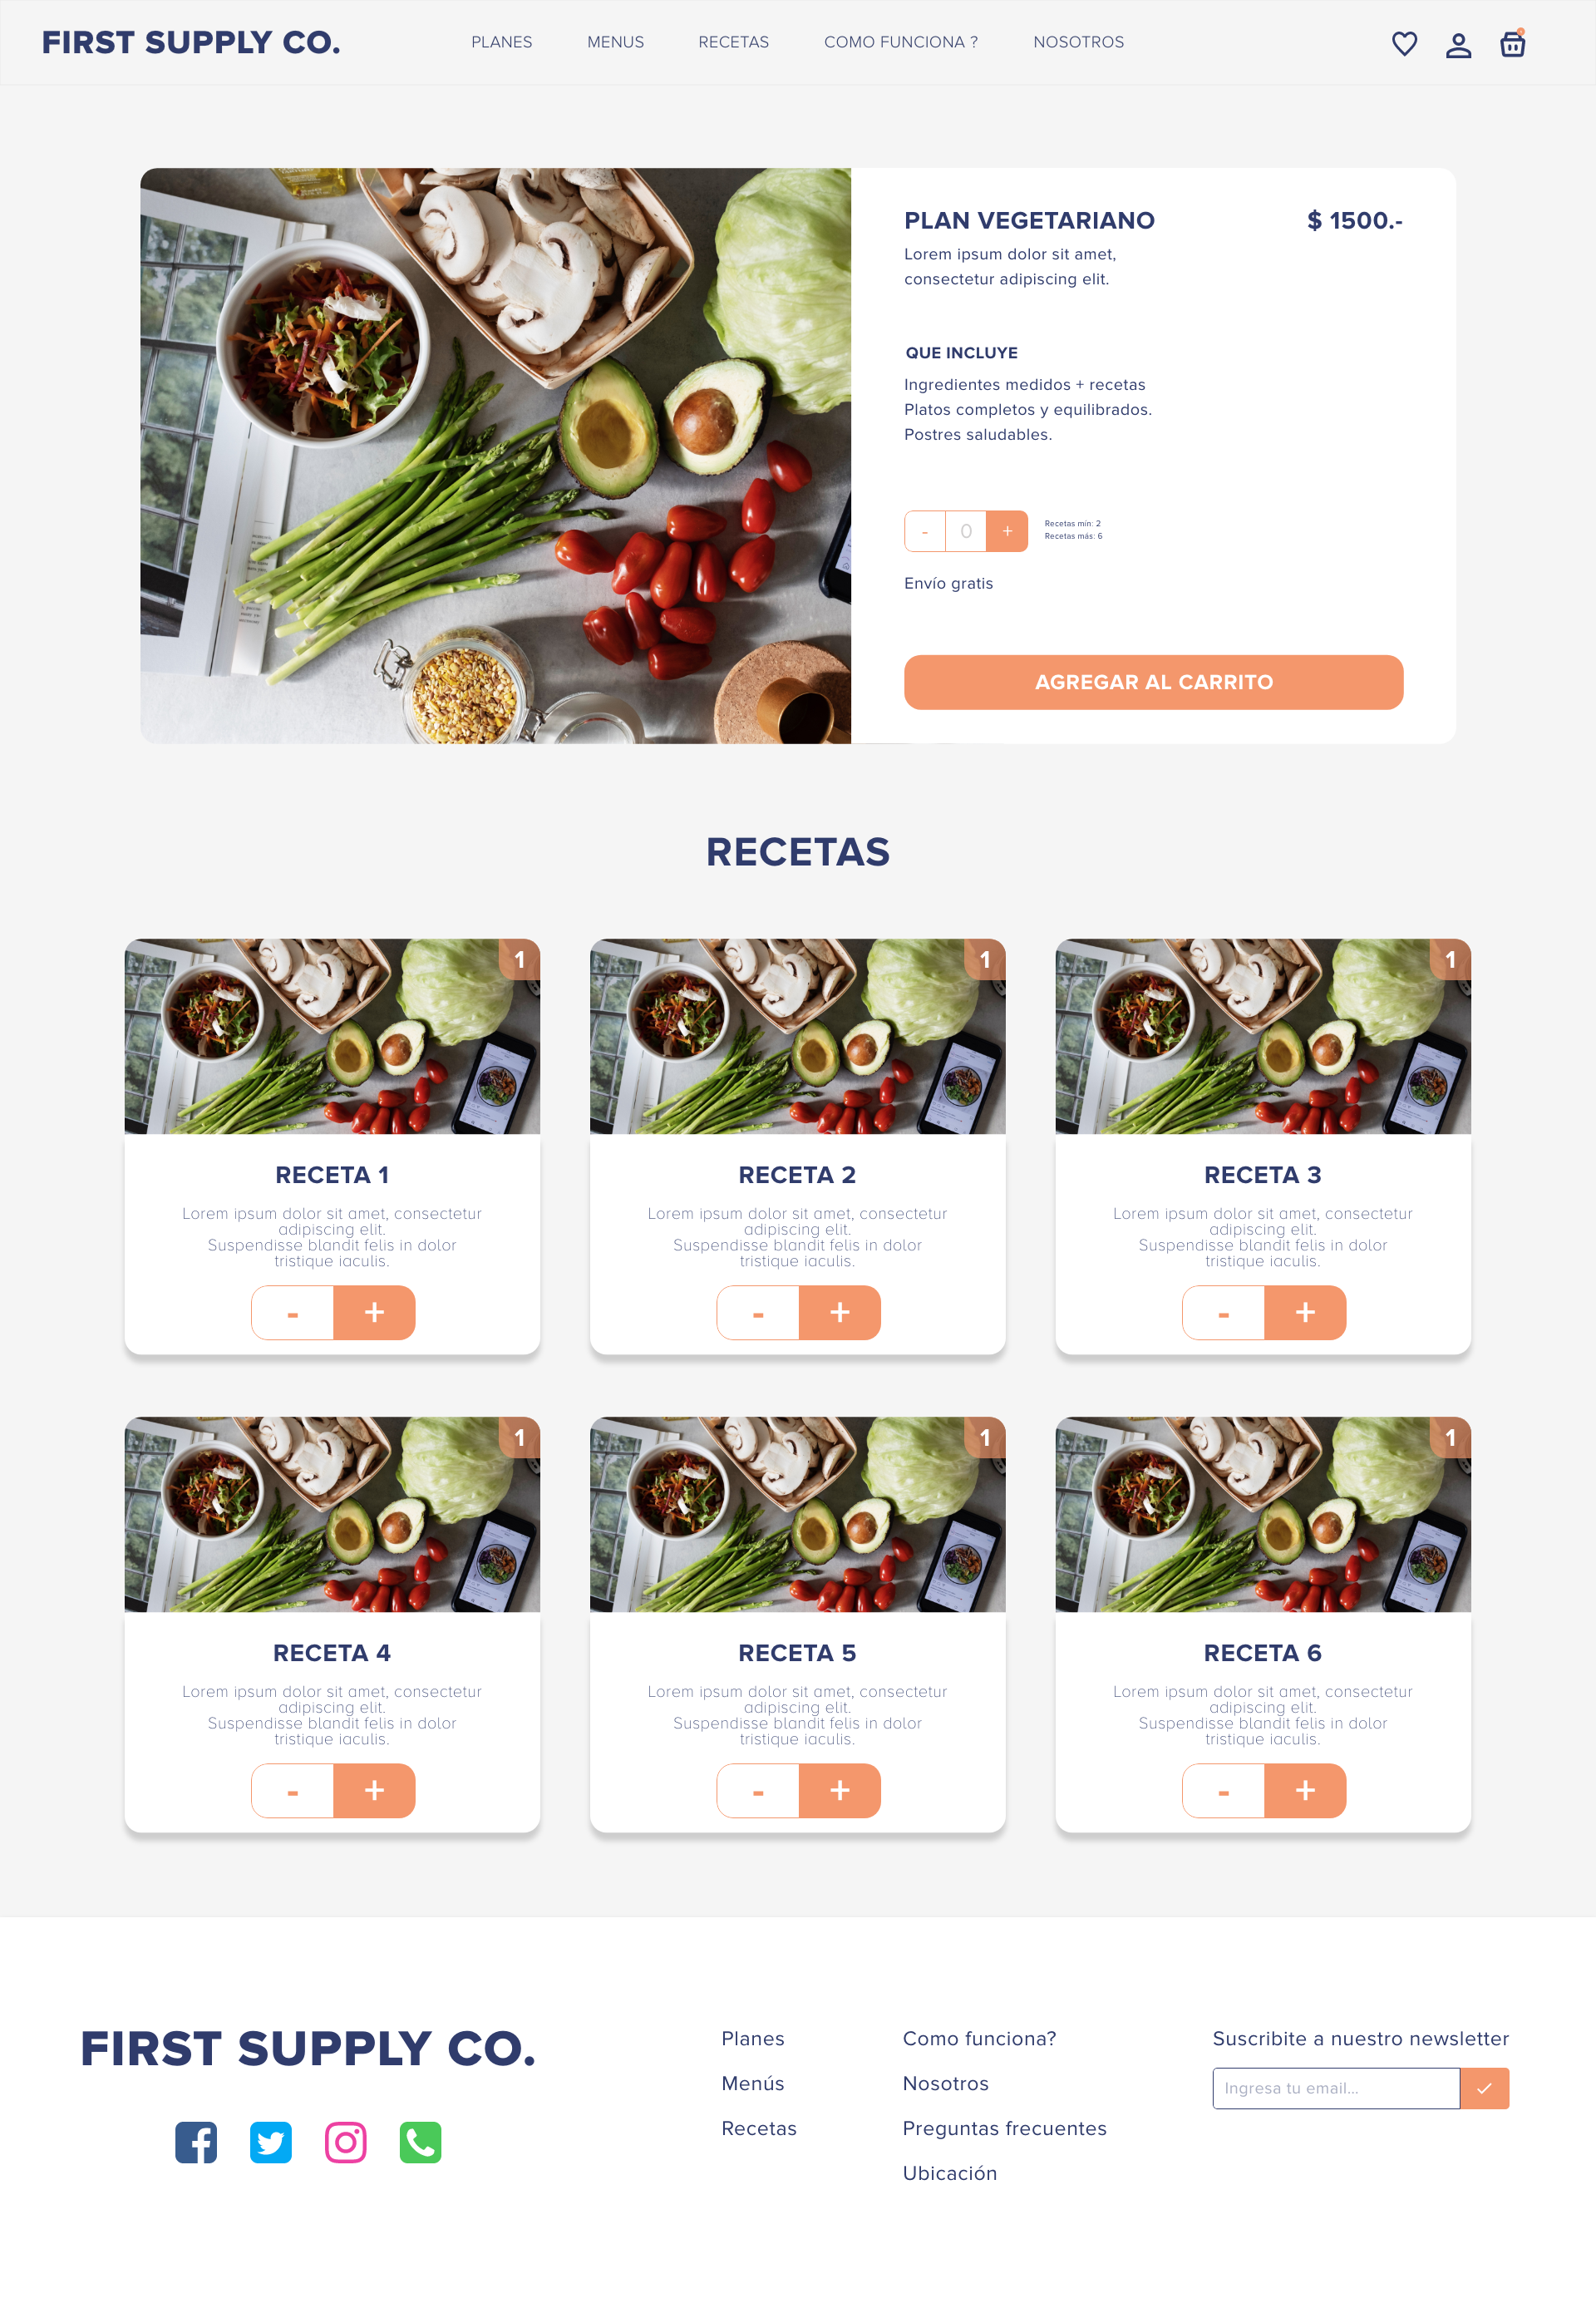 FIRST SUPPLY CO.
PLANES
MENUS
RECETAS
COMO FUNCIONA ?
NOSOTROS
PLAN VEGETARIANO
$ 1500.-
Lorem ipsum dolor sit amet,
consectetur adipiscing elit.
QUE INCLUYE
Ingredientes medidos + recetas
Platos completos y equilibrados.
Postres saludables.
- 0 +
Recetas mín: 2
Recetas más: 6
Envío gratis
AGREGAR AL CARRITO
RECETAS
1
RECETA 1
Lorem ipsum dolor sit amet, consectetur
adipiscing elit.
Suspendisse blandit felis in dolor
tristique iaculis.
- +
1
RECETA 2
Lorem ipsum dolor sit amet, consectetur
adipiscing elit.
Suspendisse blandit felis in dolor
tristique iaculis.
- +
1
RECETA 3
Lorem ipsum dolor sit amet, consectetur
adipiscing elit.
Suspendisse blandit felis in dolor
tristique iaculis.
- +
1
RECETA 4
Lorem ipsum dolor sit amet, consectetur
adipiscing elit.
Suspendisse blandit felis in dolor
tristique iaculis.
- +
1
RECETA 5
Lorem ipsum dolor sit amet, consectetur
adipiscing elit.
Suspendisse blandit felis in dolor
tristique iaculis.
- +
1
RECETA 6
Lorem ipsum dolor sit amet, consectetur
adipiscing elit.
Suspendisse blandit felis in dolor
tristique iaculis.
- +
FIRST SUPPLY CO.
Planes
Menús
Recetas
Como funciona?
Nosotros
Preguntas frecuentes
Ubicación
Suscribite a nuestro newsletter
Ingresa tu email...